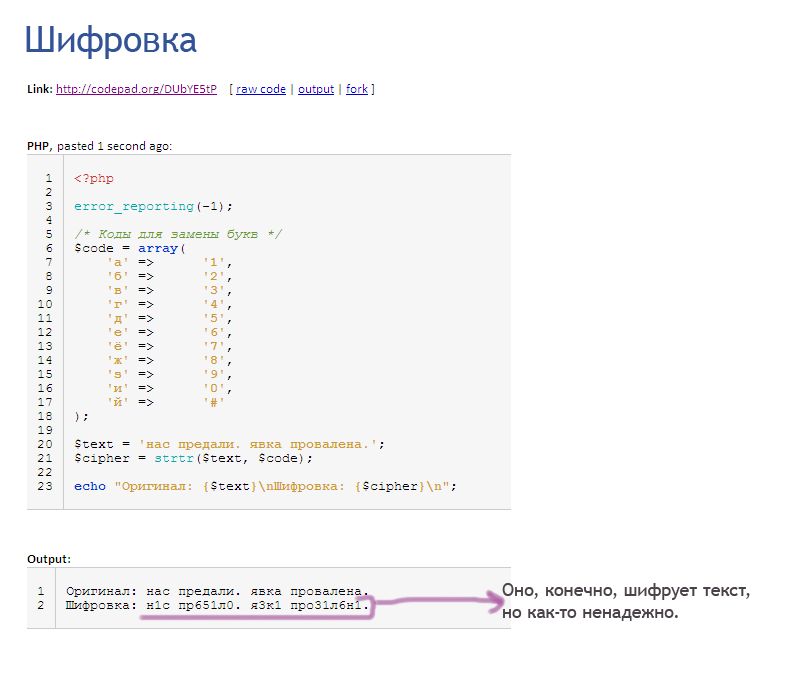 Шифровка
Link: http://codepad.org/DUbYE5tP [ raw code | output | fork ]
PHP, pasted 1 second ago:
1 <?php
2
3 error_reporting(-1);
4
5 /* Коды для замены букв */
6 $code = array(
7 'а' => '1',
8 'б' => '2',
9 'в' => '3',
10 'г' => '4',
11 'д' => '5',
12 'е' => '6',
13 'ё' => '7',
14 'ж' => '8',
15 'з' => '9',
16 'и' => '0',
17 'й' => '#'
18 );
19
20 $text = 'нас предали. явка провалена.';
21 $cipher = strtr($text, $code);
22
23 echo "Оригинал: {$text}\nШифровка: {$cipher}\n";
Output:
1 Оригинал: нас предали. явка провалена.
2 Шифровка: н1с пр651л0. я3к1 про31л6н1.
Оно, конечно, шифрует текст,
но как-то ненадежно.